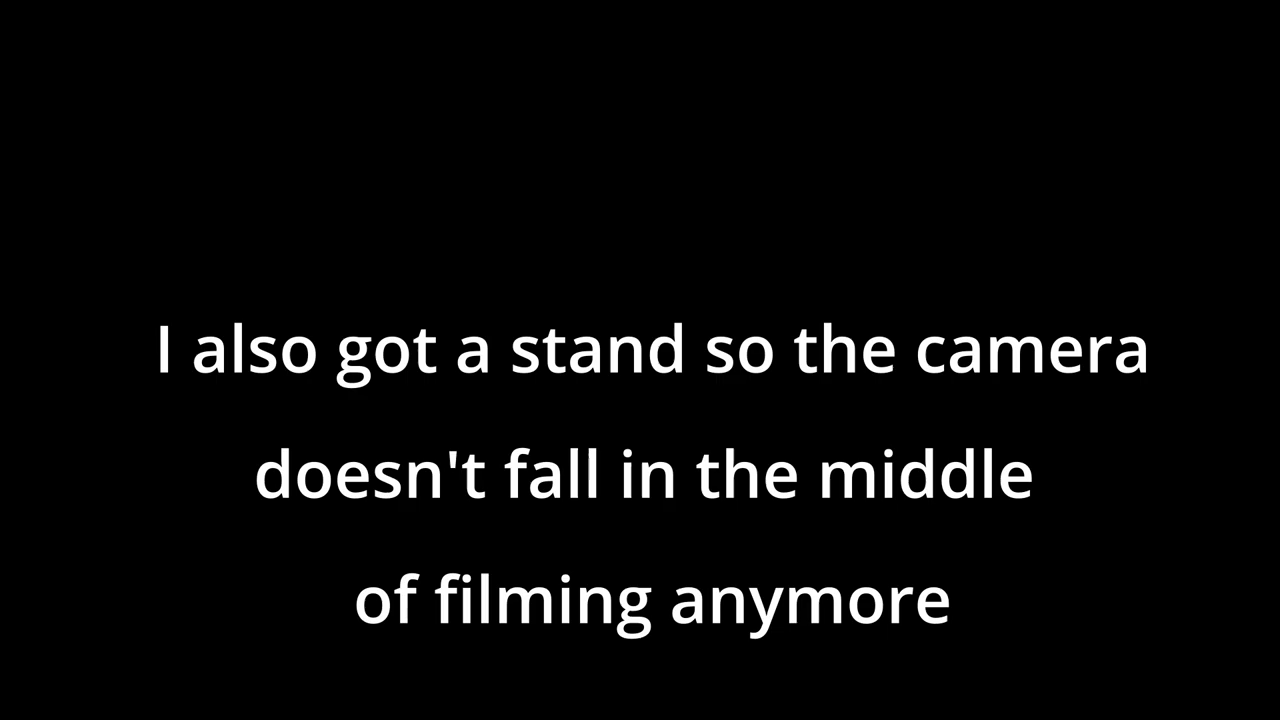 I also got a stand so the camera
doesn't fall in the middle
of filming anymore